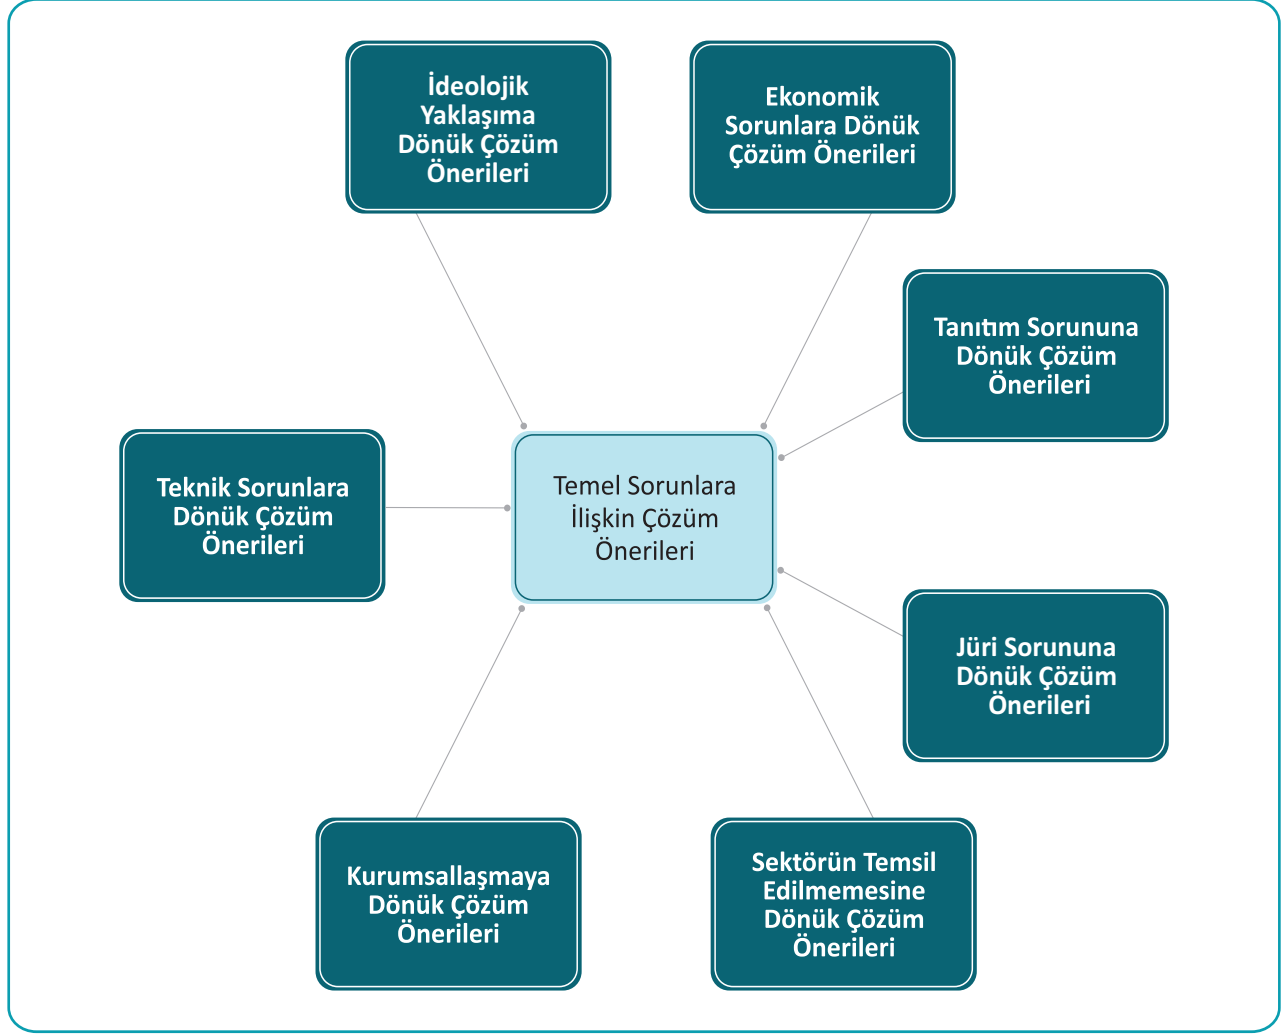 İdeolojik
Yaklaşıma
Dönük Çözüm
Önerileri
Ekonomik
Sorunlara Dönük
Çözüm Önerileri
Tanıtım Sorununa
Dönük Çözüm
Önerileri
Teknik Sorunlara
Dönük Çözüm
Önerileri
Temel Sorunlara
İlişkin Çözüm
Önerileri
Jüri Sorununa
Dönük Çözüm
Önerileri
Kurumsallaşmaya
Dönük Çözüm
Önerileri
Sektörün Temsil
Edilmemesine
Dönük Çözüm
Önerileri